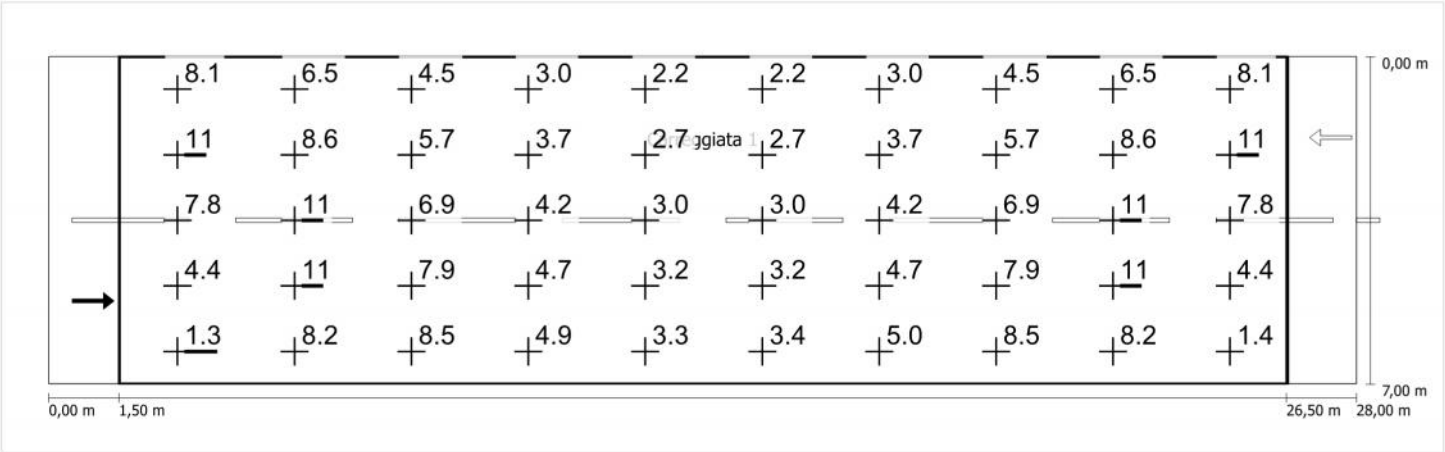 8.1 6.5 4.5 3.0 2.2 2.2 3.0 4.5 6.5 8.1
0,00 m
Carreggiata 1
11 8.6 5.7 3.7 2.7 2.7 3.7 5.7 8.6 11
7.8 11 6.9 4.2 3.0 3.0 4.2 6.9 11 7.8
4.4 11 7.9 4.7 3.2 3.2 4.7 7.9 11 4.4
1.3 8.2 8.5 4.9 3.3 3.4 5.0 8.5 8.2 1.4
7,00 m
0,00 m 1,50 m 26,50 m 28,00 m